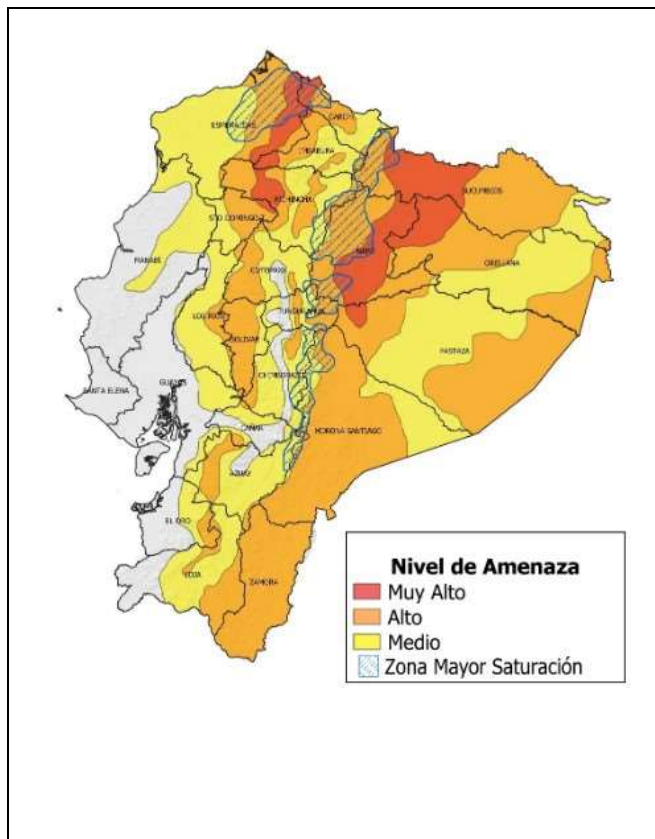 ESMERALDAS
CARCHI
IMBABURA
SUCUMBIOS
PICHINCHA
STO DOMINGO
NAPO
ORELLANA
MANABI
COTOPAXI
TUNGURAHUA
LOS RIOS
BOLIVAR
PASTAZA
CHIMBORAZO
SANTA ELENA
GUAYAS
MORONA SANTIAGO
CAÑAR
AZUAY
EL ORO
LOJA
ZAMORA
Nivel de Amenaza
Muy Alto
Alto
Medio
Zona Mayor Saturación